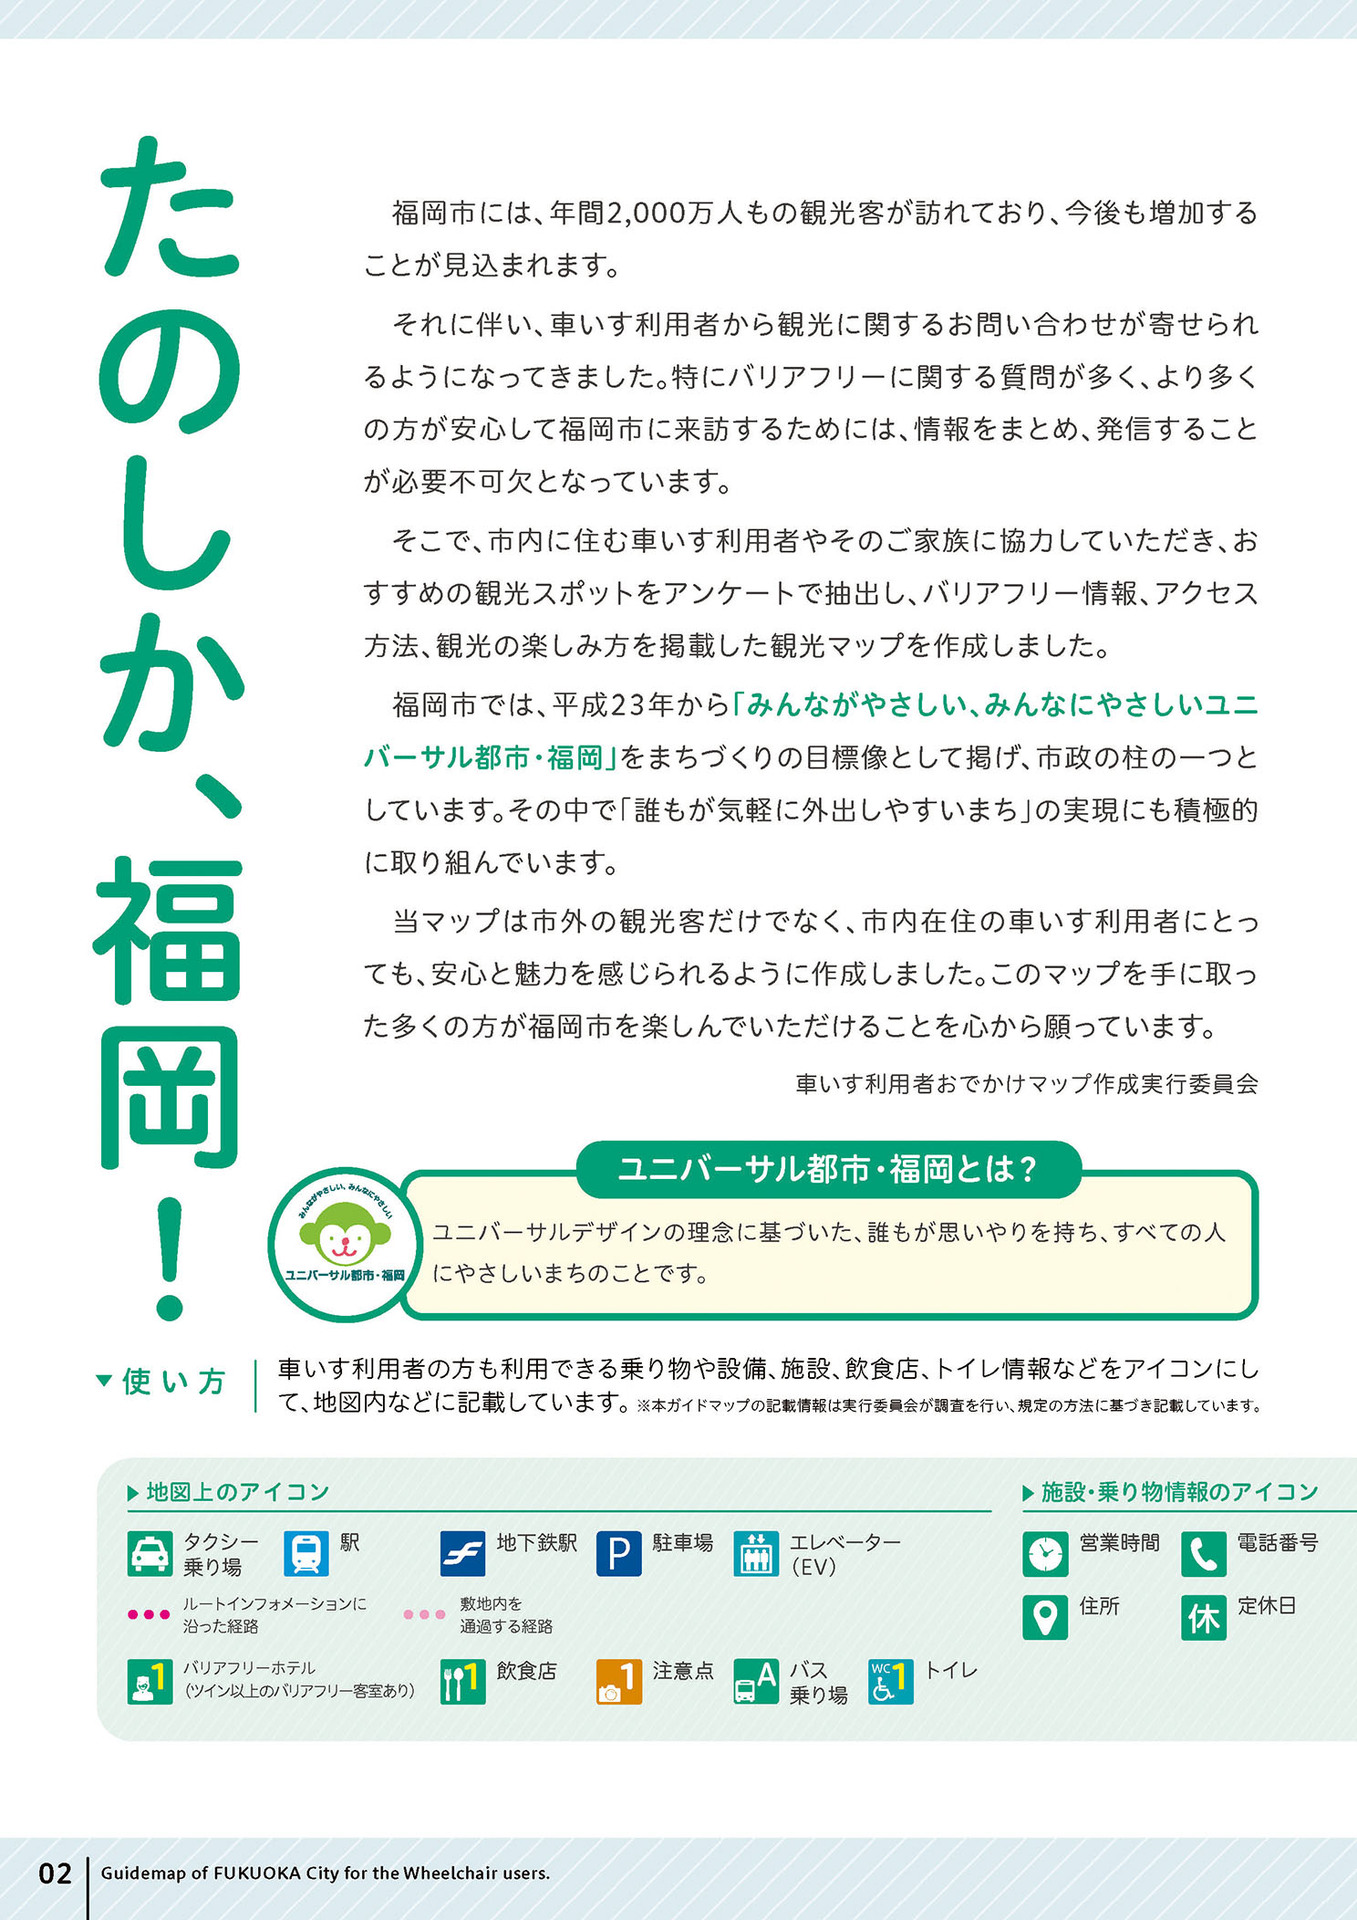 たのしか、福岡！
福岡市には、年間2,000万人もの観光客が訪れており、今後も増加する
ことが見込まれます。
それに伴い、車いす利用者から観光に関するお問い合わせが寄せられ
るようになってきました。特にバリアフリーに関する質問が多く、より多く
の方が安心して福岡市に来訪するためには、情報をまとめ、発信すること
が必要不可欠となっています。
そこで、市内に住む車いす利用者やそのご家族に協力していただき、お
すすめの観光スポットをアンケートで抽出し、バリアフリー情報、アクセス
方法、観光の楽しみ方を掲載した観光マップを作成しました。
福岡市では、平成23年から「みんながやさしい、みんなにやさしいユニ
バーサル都市・福岡」をまちづくりの目標像として掲げ、市政の柱の一つと
しています。その中で「誰もが気軽に外出しやすいまち」の実現にも積極的
に取り組んでいます。
当マップは市外の観光客だけでなく、市内在住の車いす利用者にとっ
ても、安心と魅力を感じられるように作成しました。このマップを手に取っ
た多くの方が福岡市を楽しんでいただけることを心から願っています。
車いす利用者おでかけマップ作成実行委員会
ユニバーサル都市・福岡とは？
みんながやさしい、みんなにやさしい
ユニバーサル都市・福岡
ユニバーサルデザインの理念に基づいた、誰もが思いやりを持ち、すべての人
にやさしいまちのことです。
▼使い方
車いす利用者の方も利用できる乗り物や設備、施設、飲食店、トイレ情報などをアイコンにし
て、地図内などに記載しています。※本ガイドマップの記載情報は実行委員会が調査を行い、規定の方法に基づき記載しています。
▶地図上のアイコン
タクシー
乗り場
駅
地下鉄駅
P
駐車場
エレベーター
（EV）
ルートインフォメーションに
沿った経路
敷地内を
通過する経路
1
バリアフリーホテル
（ツイン以上のバリアフリー客室あり）
1
飲食店
1
注意点
A
バス
乗り場
WC
1
トイレ
▶施設・乗り物情報のアイコン
営業時間
電話番号
住所
休
定休日
02
Guidemap of FUKUOKA City for the Wheelchair users.